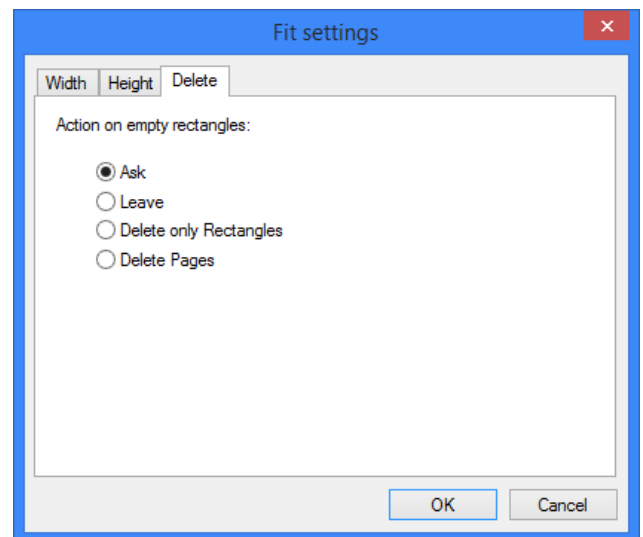 Fit settings
Width Height Delete
Action on empty rectangles:
Ask
Leave
Delete only Rectangles
Delete Pages
OK Cancel